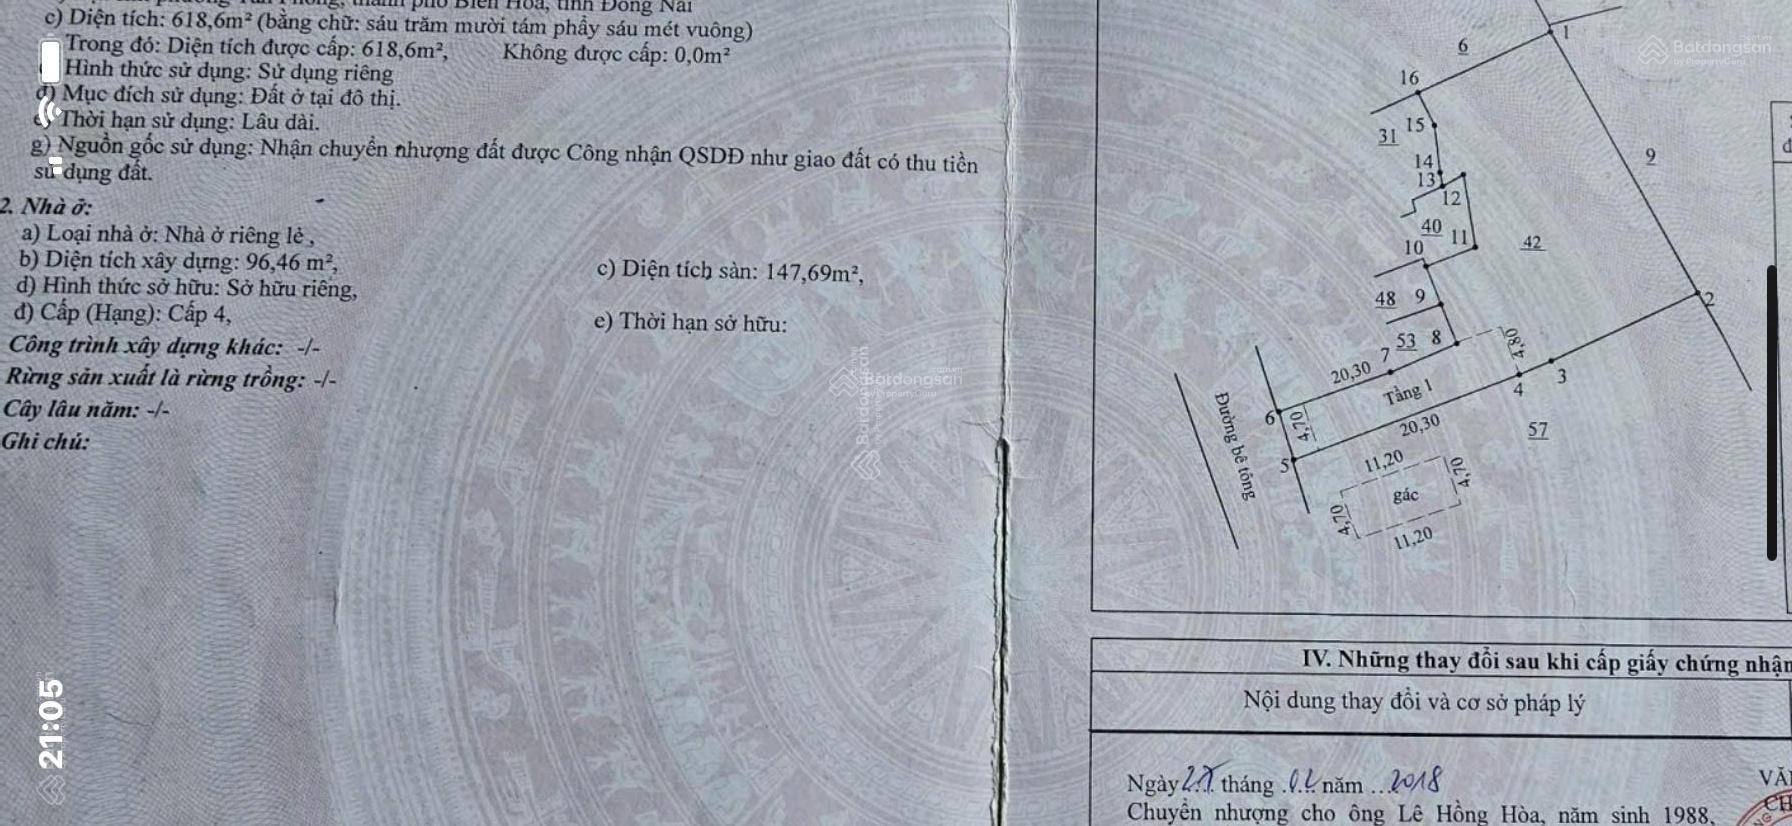 c) Diện tích: 618,6m² (bằng chữ: sáu trăm mười tám phẩy sáu mét vuông)
Trong đó: Diện tích được cấp: 618,6m², Không được cấp: 0,0m²
Hình thức sử dụng: Sử dụng riêng
đ) Mục đích sử dụng: Đất ở tại đô thị.
e) Thời hạn sử dụng: Lâu dài.
g) Nguồn gốc sử dụng: Nhận chuyển nhượng đất được Công nhận QSDĐ như giao đất có thu tiền
sử dụng đất.
2. Nhà ở:
a) Loại nhà ở: Nhà ở riêng lẻ,
b) Diện tích xây dựng: 96,46 m², c) Diện tích sàn: 147,69m²,
d) Hình thức sở hữu: Sở hữu riêng,
đ) Cấp (Hạng): Cấp 4, e) Thời hạn sở hữu:
Công trình xây dựng khác: -/-
Rừng sản xuất là rừng trồng: -/-
Cây lâu năm: -/-
Ghi chú:
21:05
Batdongsan
by PropertyGuru
Batdongsan
by PropertyGuru
1
6
16
31
15
14
13
12
9
40
11
10
42
48
9
2
53
8
7
4,80
20,30
3
4
Tầng 1
6
4,70
20,30
57
5
Đường bê tông
11,20
4,70
gác
4,70
11,20
IV. Những thay đổi sau khi cấp giấy chứng nhận
Nội dung thay đổi và cơ sở pháp lý
Ngày tháng 02 năm 2018
Chuyển nhượng cho ông Lê Hồng Hòa, năm sinh 1988,